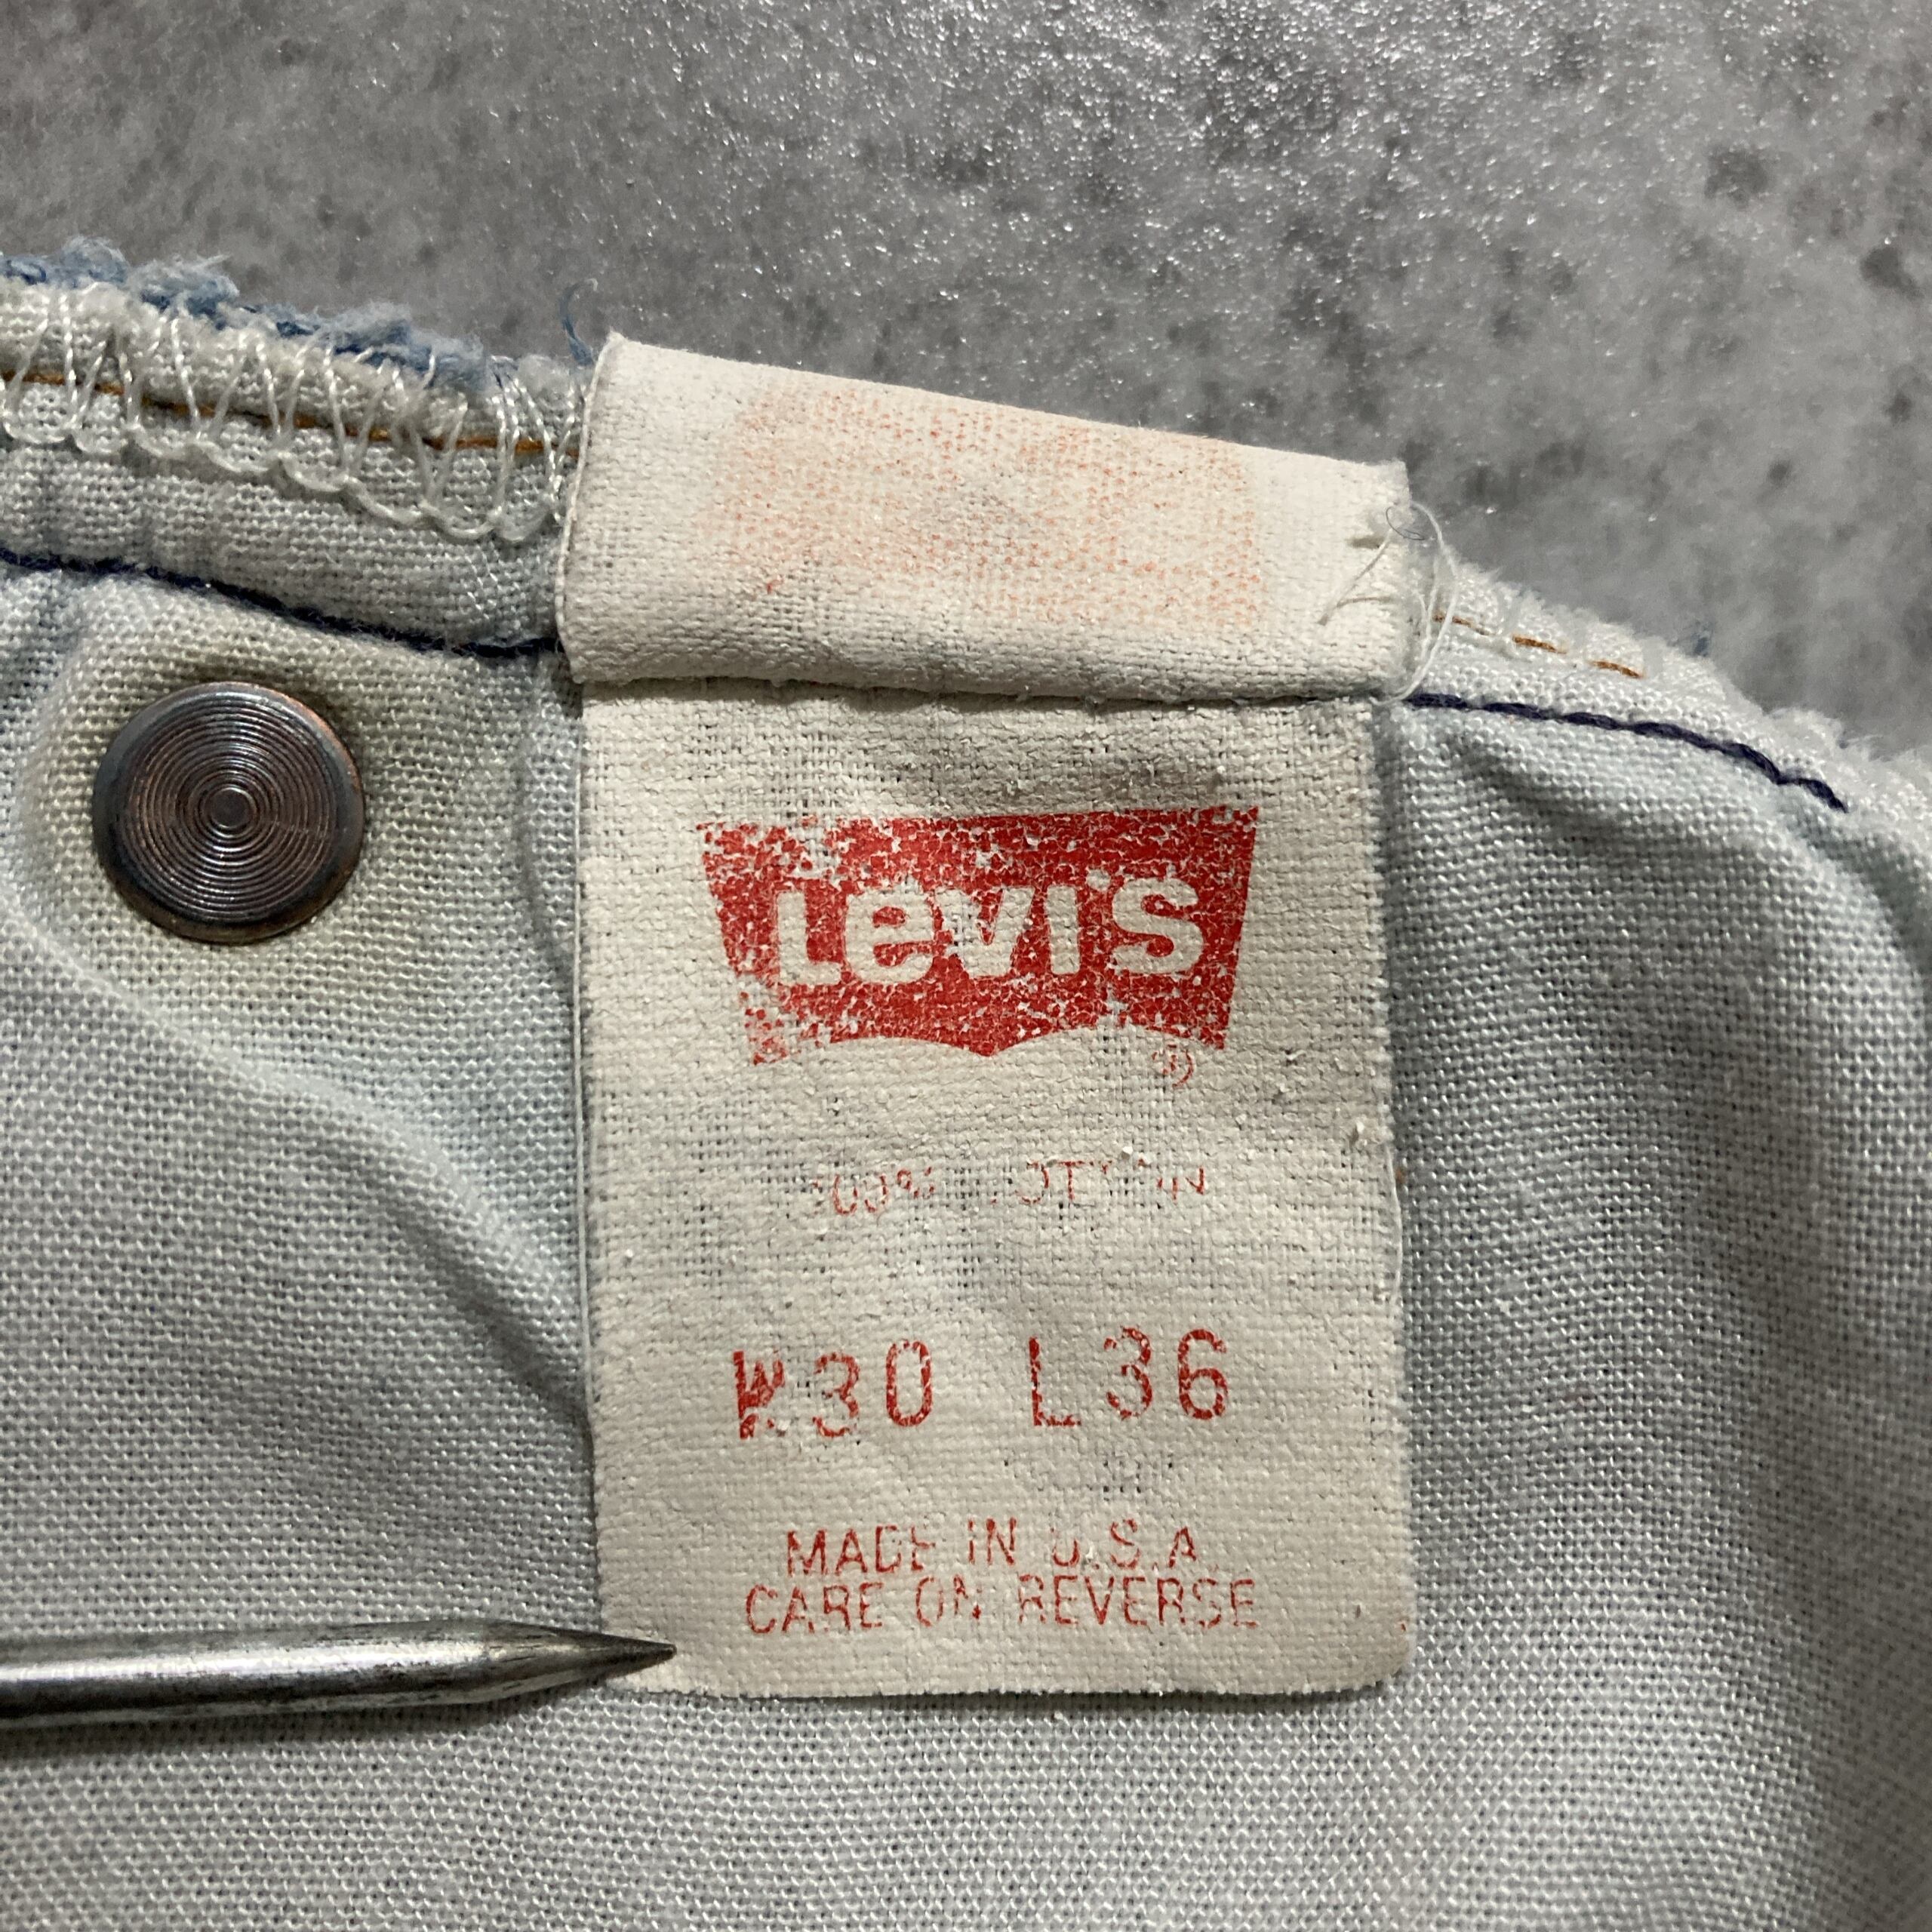 Levi's
®
100% COTTON
W30 L36
MADE IN U.S.A.
CARE ON REVERSE